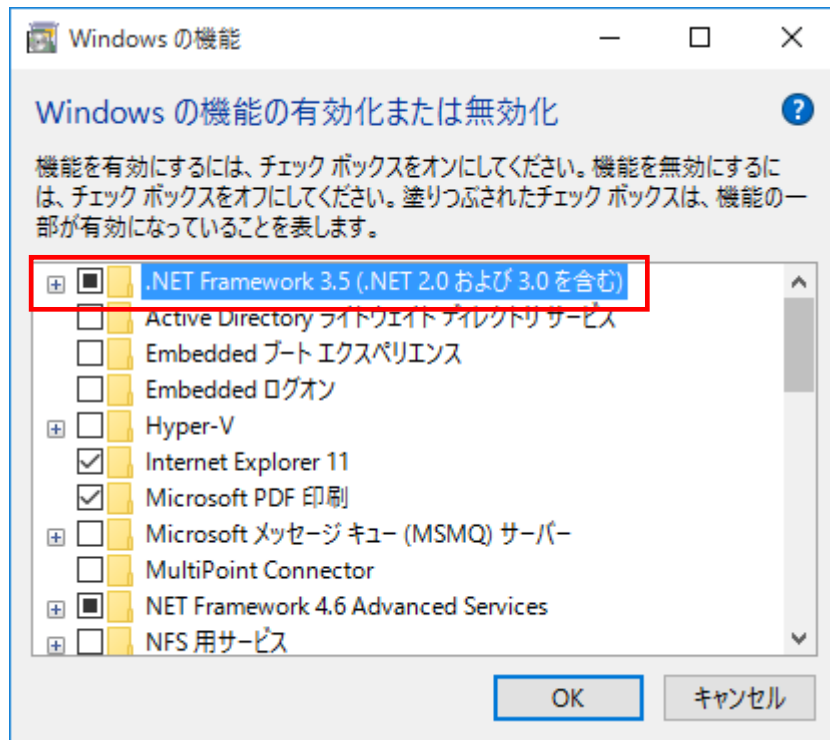 Windows の機能
Windows の機能の有効化または無効化
機能を有効にするには、チェック ボックスをオンにしてください。機能を無効にするに
は、チェック ボックスをオフにしてください。塗りつぶされたチェック ボックスは、機能の一
部が有効になっていることを表します。
.NET Framework 3.5 (.NET 2.0 および 3.0 を含む)
Active Directory ライトウェイト ディレクトリ サービス
Embedded ブート エクスペリエンス
Embedded ログオン
Hyper-V
Internet Explorer 11
Microsoft PDF 印刷
Microsoft メッセージ キュー (MSMQ) サーバー
MultiPoint Connector
NET Framework 4.6 Advanced Services
NFS 用サービス
OK キャンセル